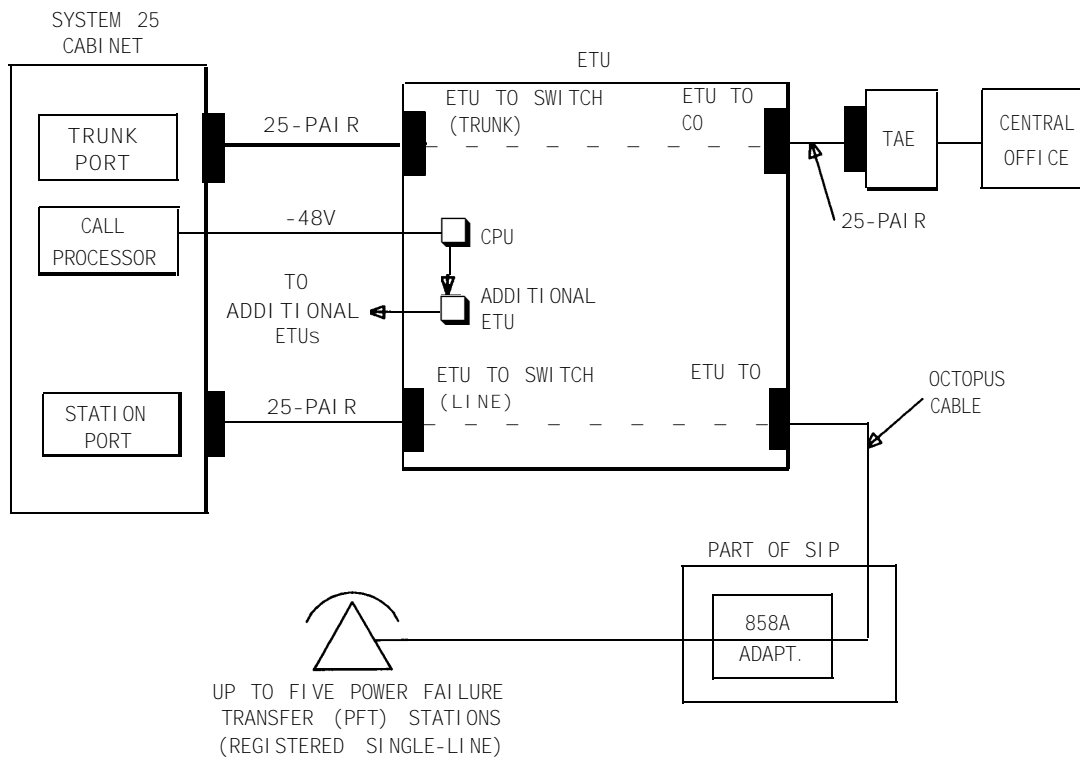 SYSTEM 25
CABINET
ETU
ETU TO SWITCH
(TRUNK)
ETU TO
CO
TRUNK
PORT
25-PAIR
TAE
CENTRAL
OFFICE
25-PAIR
CALL
PROCESSOR
-48V
CPU
TO
ADDITIONAL
ETUs
ADDITIONAL
ETU
ETU TO SWITCH
(LINE)
ETU TO
STATION
PORT
25-PAIR
OCTOPUS
CABLE
PART OF SIP
858A
ADAPT.
UP TO FIVE POWER FAILURE
TRANSFER (PFT) STATIONS
(REGISTERED SINGLE-LINE)